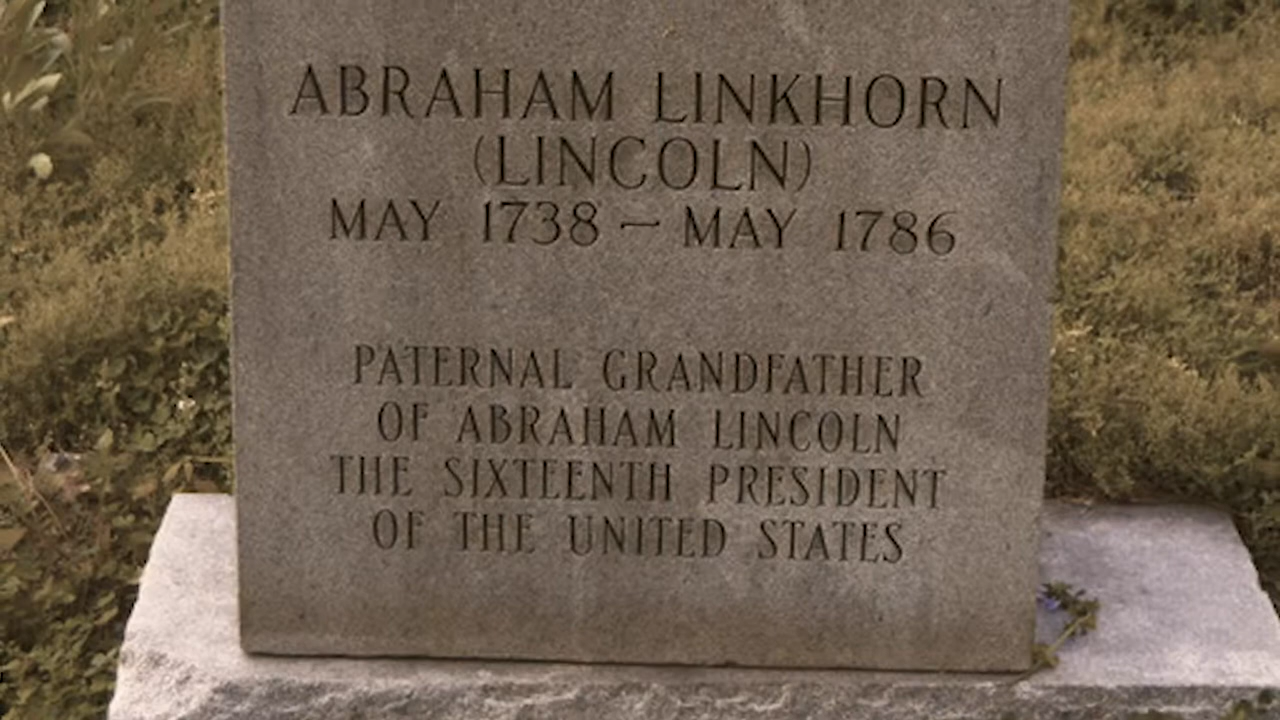 ABRAHAM LINKHORN
(LINCOLN)
MAY 1738 – MAY 1786
PATERNAL GRANDFATHER
OF ABRAHAM LINCOLN
THE SIXTEENTH PRESIDENT
OF THE UNITED STATES